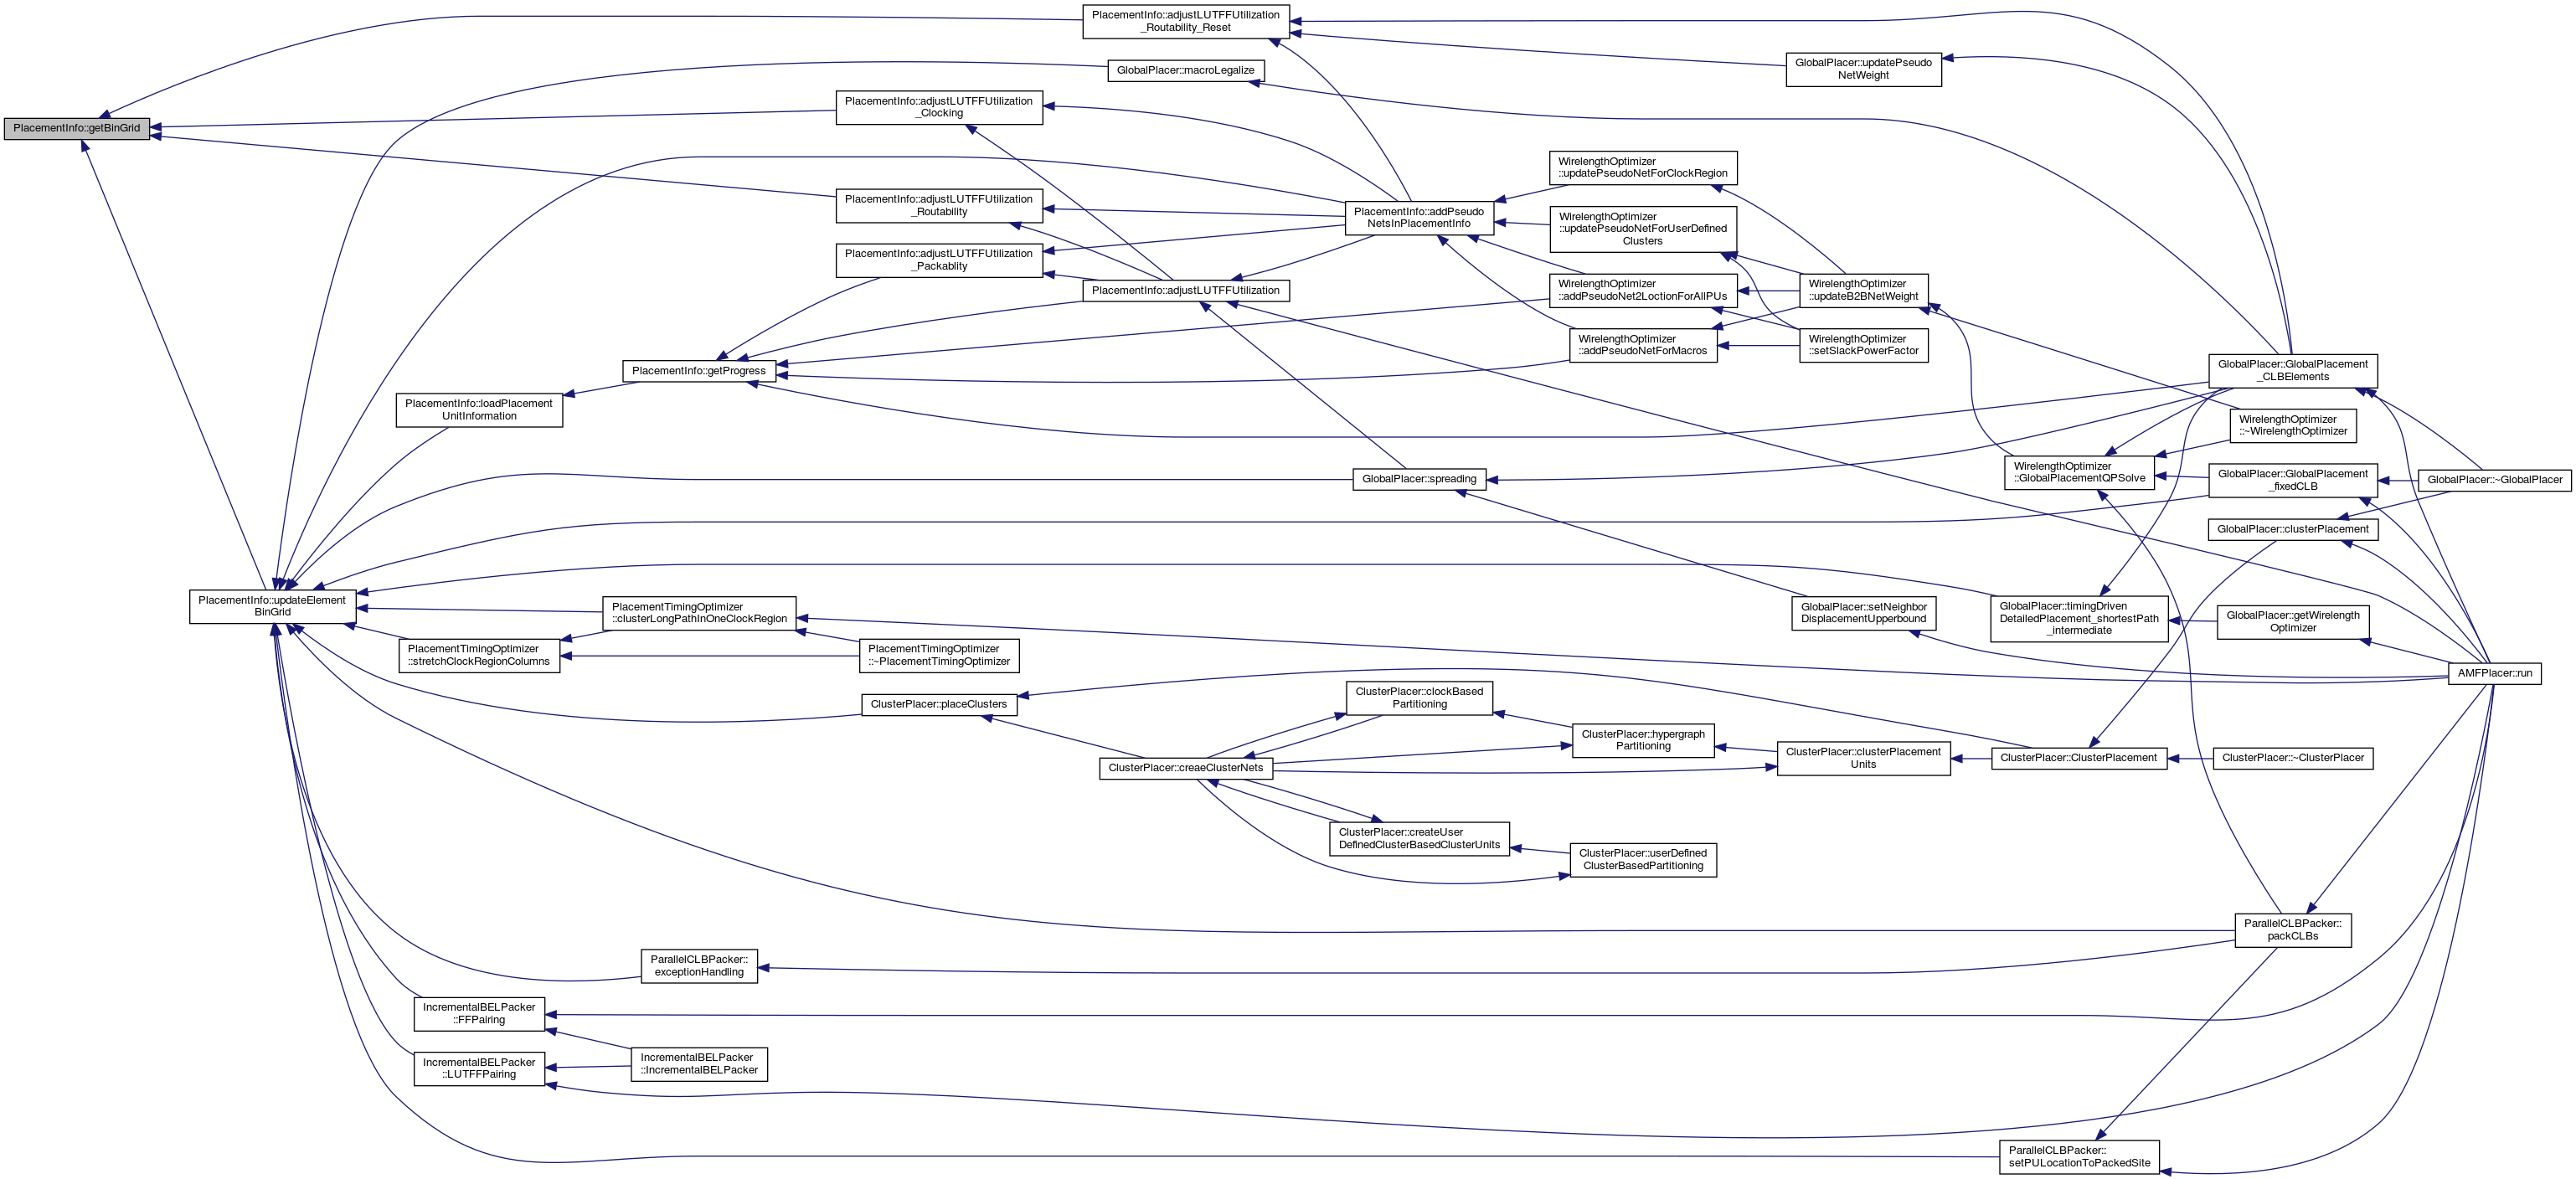 PlacementInfo::adjustLUTFFUtilization
_Routability_Reset
GlobalPlacer::updatePseudo
NetWeight
GlobalPlacer::macroLegalize
PlacementInfo::getBinGrid
PlacementInfo::adjustLUTFFUtilization
_Clocking
WirelengthOptimizer
::updatePseudoNetForClockRegion
PlacementInfo::adjustLUTFFUtilization
_Routability
PlacementInfo::addPseudo
NetsInPlacementInfo
WirelengthOptimizer
::updatePseudoNetForUserDefined
Clusters
PlacementInfo::adjustLUTFFUtilization
_Packablity
PlacementInfo::adjustLUTFFUtilization
WirelengthOptimizer
::addPseudoNet2LoctionForAllPUs
WirelengthOptimizer
::updateB2BNetWeight
WirelengthOptimizer
::addPseudoNetForMacros
WirelengthOptimizer
::setSlackPowerFactor
PlacementInfo::getProgress
GlobalPlacer::GlobalPlacement
_CLBElements
PlacementInfo::loadPlacement
UnitInformation
WirelengthOptimizer
::~WirelengthOptimizer
GlobalPlacer::spreading
WirelengthOptimizer
::GlobalPlacementQPSolve
GlobalPlacer::GlobalPlacement
_fixedCLB
GlobalPlacer::~GlobalPlacer
GlobalPlacer::clusterPlacement
PlacementInfo::updateElement
BinGrid
PlacementTimingOptimizer
::clusterLongPathInOneClockRegion
GlobalPlacer::setNeighbor
DisplacementUpperbound
GlobalPlacer::timingDriven
DetailedPlacement_shortestPath
_intermediate
GlobalPlacer::getWirelength
Optimizer
PlacementTimingOptimizer
::stretchClockRegionColumns
PlacementTimingOptimizer
::~PlacementTimingOptimizer
AMFPlacer::run
ClusterPlacer::placeClusters
ClusterPlacer::clockBased
Partitioning
ClusterPlacer::hypergraph
Partitioning
ClusterPlacer::creaeClusterNets
ClusterPlacer::clusterPlacement
Units
ClusterPlacer::ClusterPlacement
ClusterPlacer::~ClusterPlacer
ClusterPlacer::createUser
DefinedClusterBasedClusterUnits
ClusterPlacer::userDefined
ClusterBasedPartitioning
ParallelCLBPacker::
packCLBs
ParallelCLBPacker::
exceptionHandling
IncrementalBELPacker
::FFPairing
IncrementalBELPacker
::LUTFFPairing
IncrementalBELPacker
::IncrementalBELPacker
ParallelCLBPacker::
setPULocationToPackedSite